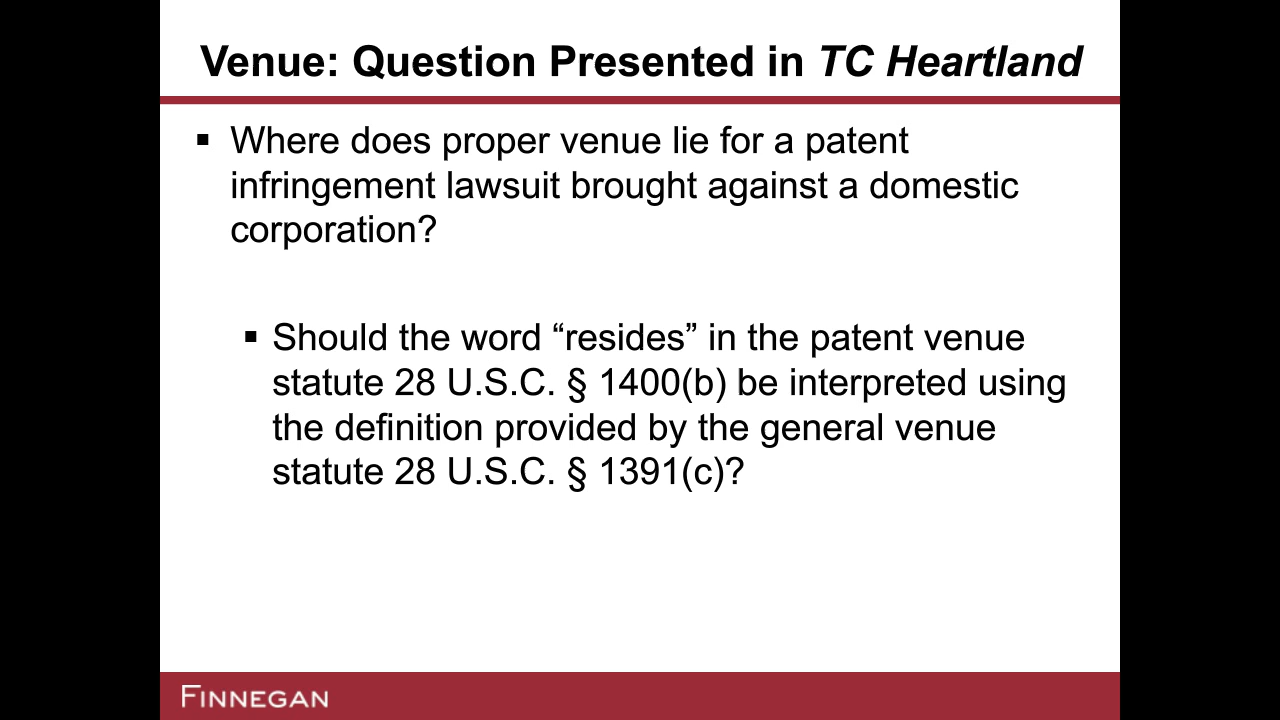 Venue: Question Presented in TC Heartland
▪ Where does proper venue lie for a patent
infringement lawsuit brought against a domestic
corporation?
▪ Should the word “resides” in the patent venue
statute 28 U.S.C. § 1400(b) be interpreted using
the definition provided by the general venue
statute 28 U.S.C. § 1391(c)?
FINNEGAN